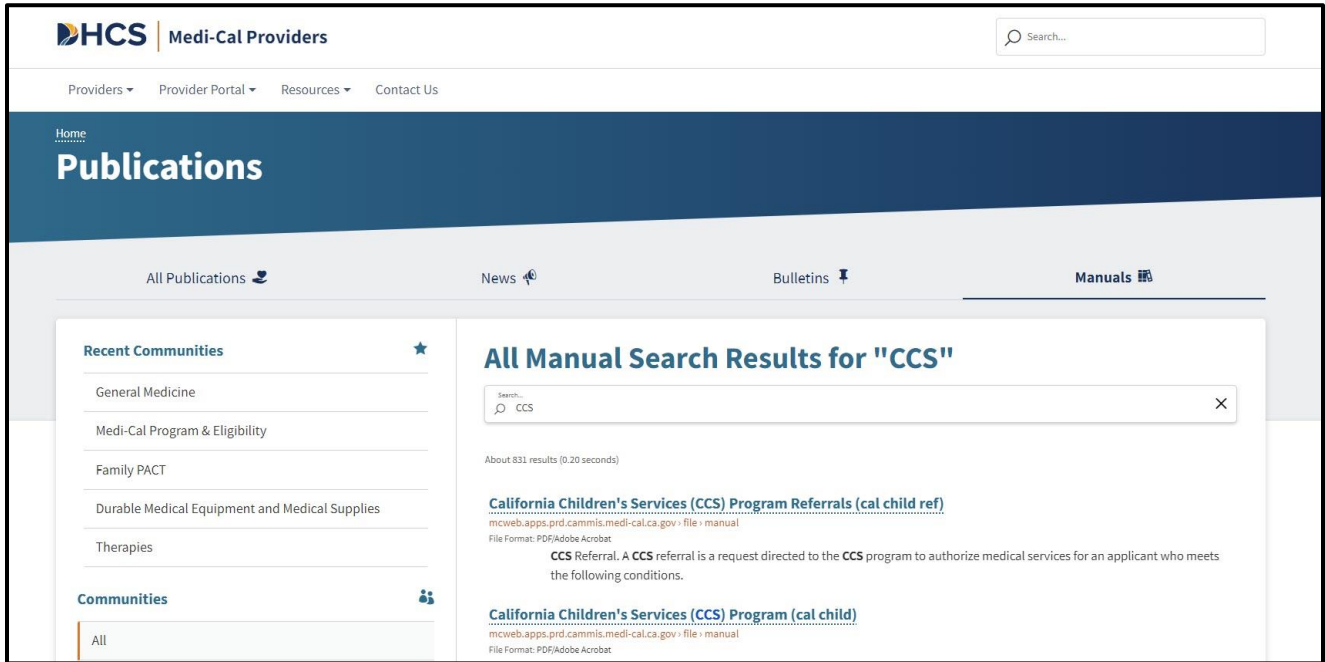 DHCS Medi-Cal Providers
Search...
Providers Provider Portal Resources Contact Us
Home
Publications
All Publications News Bulletins Manuals
Recent Communities
General Medicine
Medi-Cal Program & Eligibility
Family PACT
Durable Medical Equipment and Medical Supplies
Therapies
Communities
All
All Manual Search Results for "CCS"
Search...
CCS
About 831 results (0.20 seconds)
California Children's Services (CCS) Program Referrals (cal child ref)
mcweb.apps.prd.cammis.medi-cal.ca.gov › file › manual
File Format: PDF/Adobe Acrobat
CCS Referral. A CCS referral is a request directed to the CCS program to authorize medical services for an applicant who meets
the following conditions.
California Children's Services (CCS) Program (cal child)
mcweb.apps.prd.cammis.medi-cal.ca.gov › file › manual
File Format: PDF/Adobe Acrobat